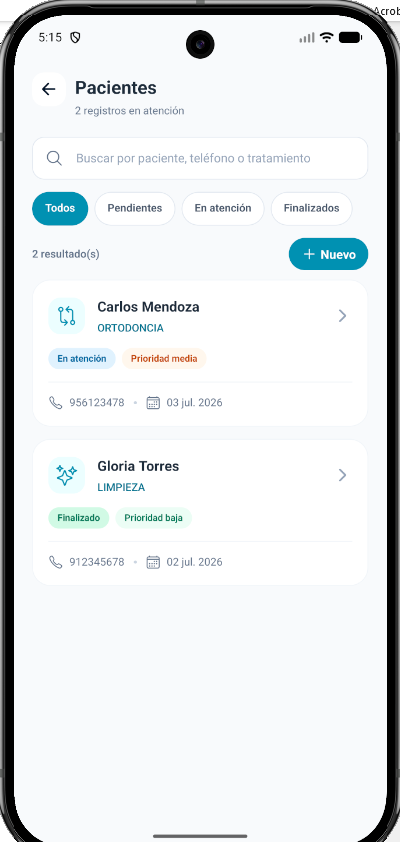 Acrob
5:15
Pacientes
2 registros en atención
Buscar por paciente, teléfono o tratamiento
Todos Pendientes En atención Finalizados
2 resultado(s) Nuevo
Carlos Mendoza
ORTODONCIA
En atención Prioridad media
956123478 • 03 jul. 2026
Gloria Torres
LIMPIEZA
Finalizado Prioridad baja
912345678 • 02 jul. 2026